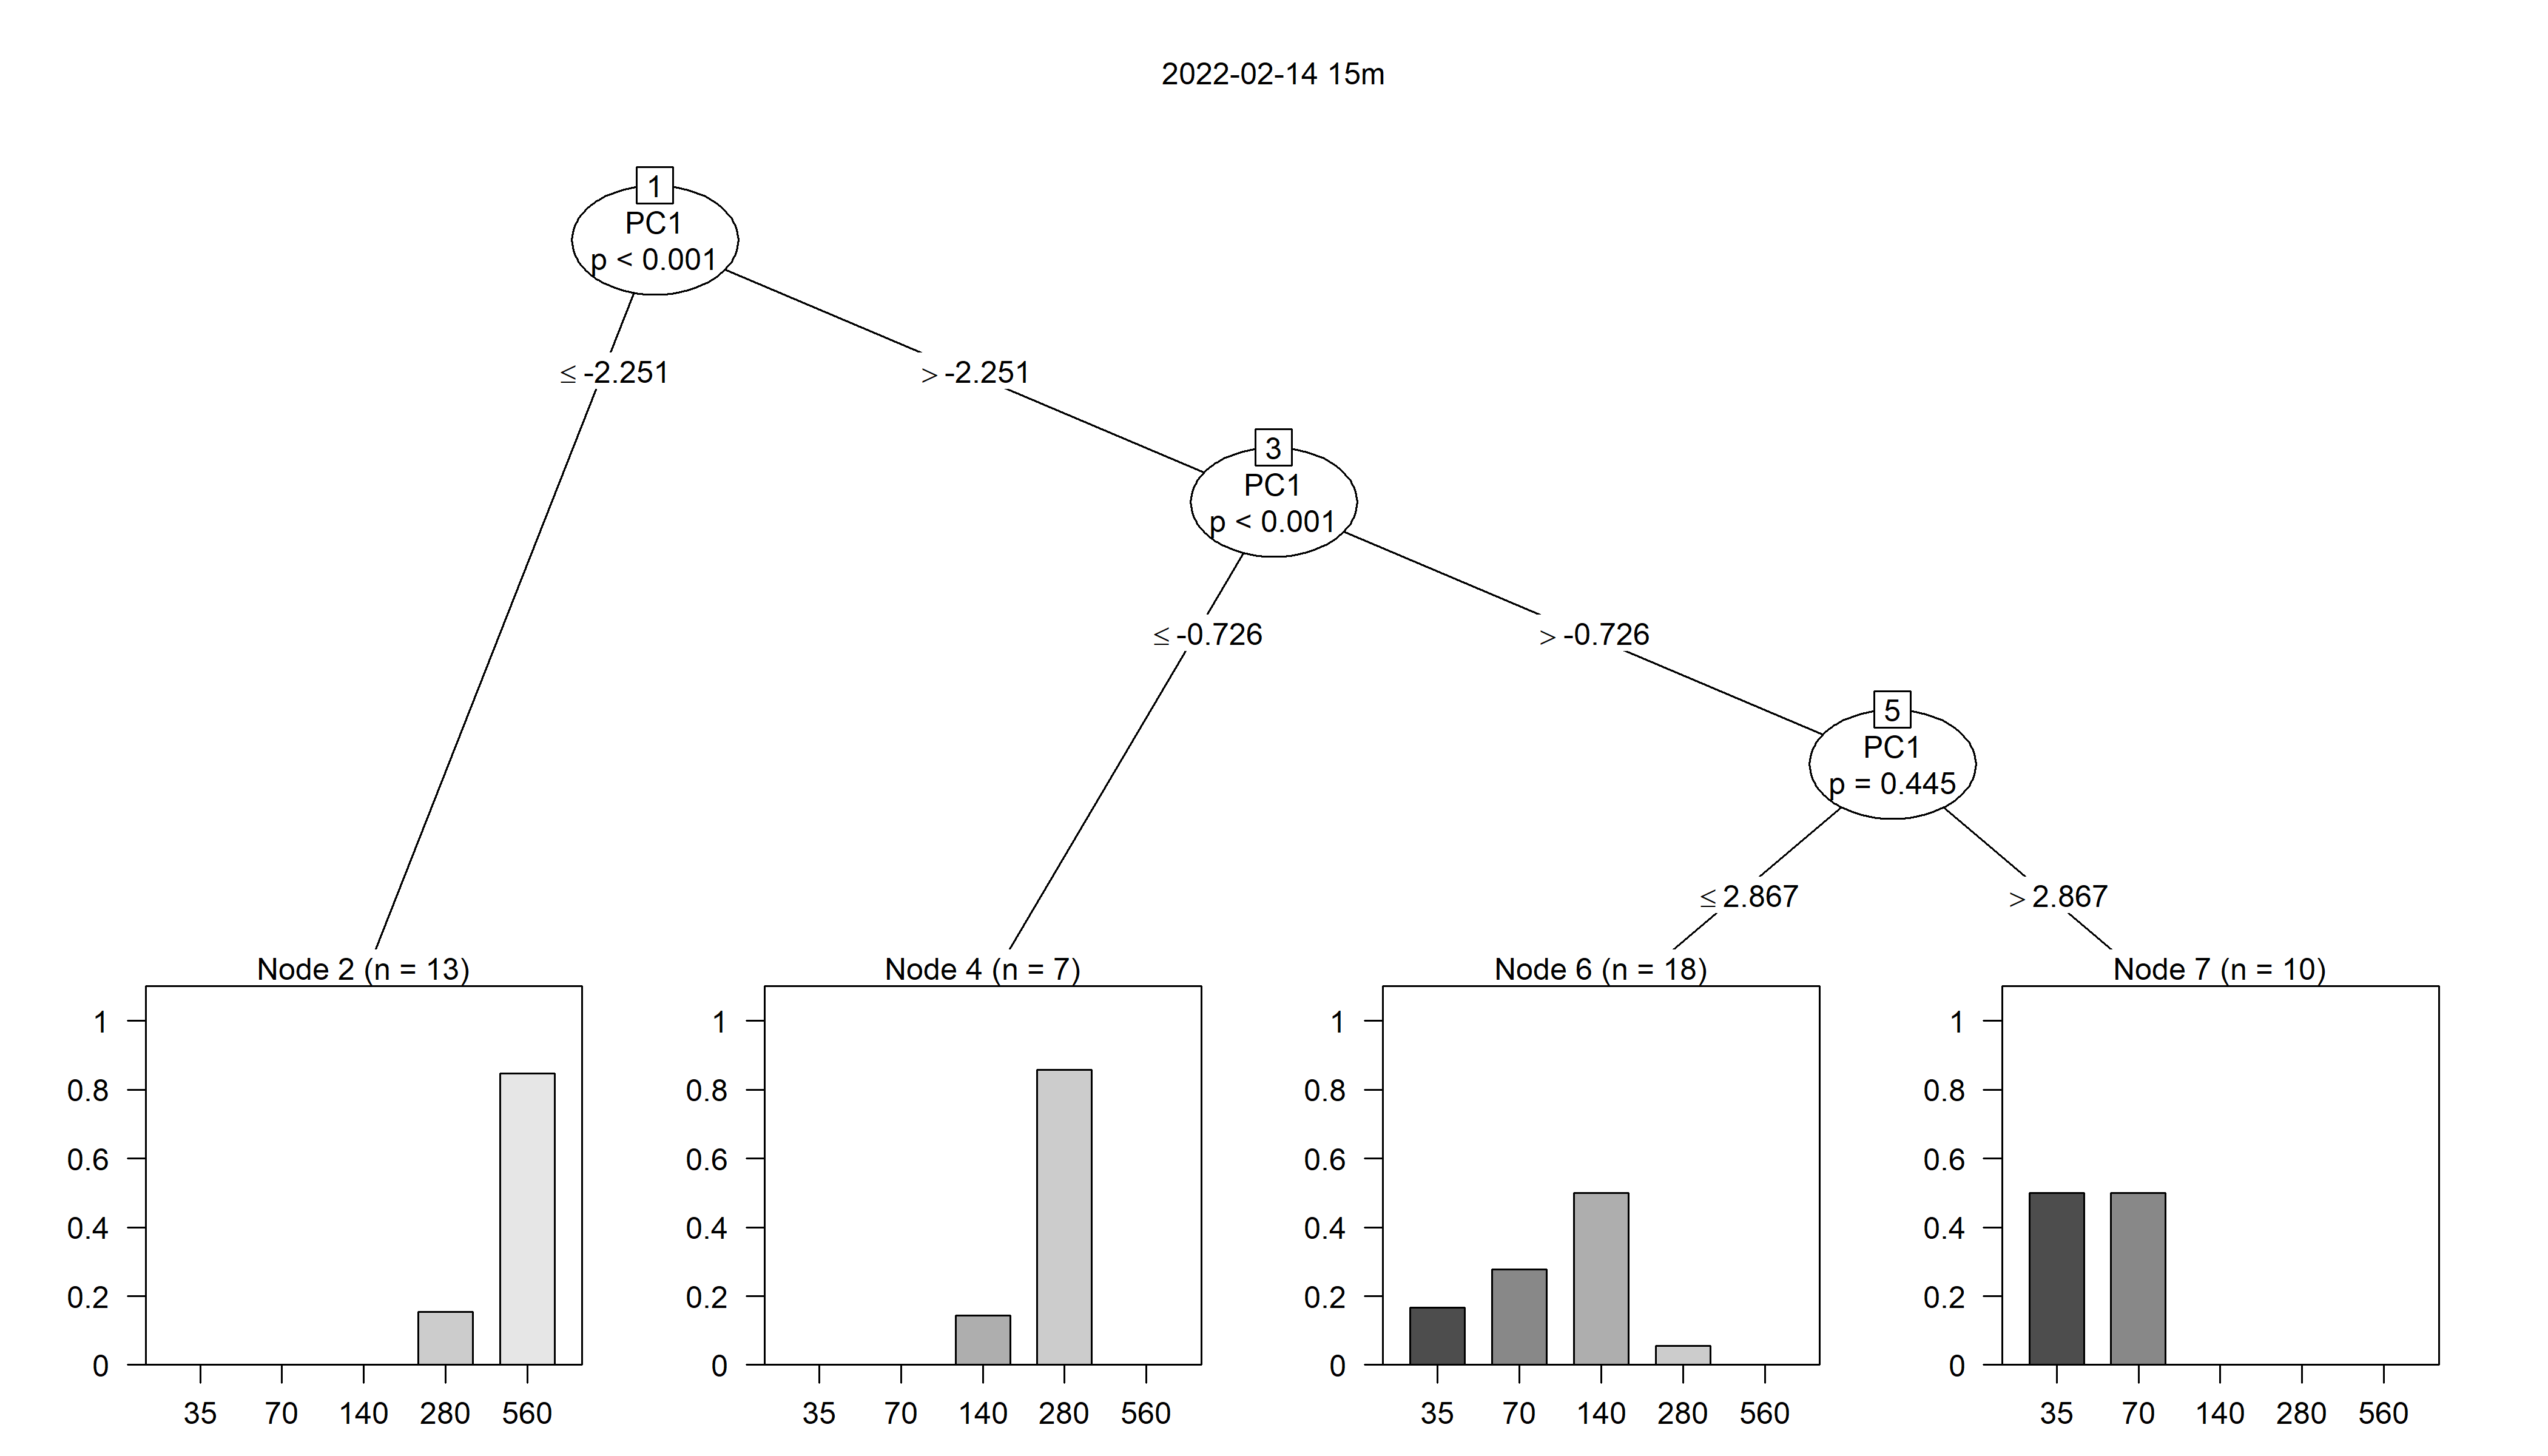 2022-02-14 15m
1
PC1
p < 0.001
≤ -2.251
> -2.251
3
PC1
p < 0.001
≤ -0.726
> -0.726
5
PC1
p = 0.445
≤ 2.867
> 2.867
Node 2 (n = 13)
1
0.8
0.6
0.4
0.2
0
35 70 140 280 560
Node 4 (n = 7)
1
0.8
0.6
0.4
0.2
0
35 70 140 280 560
Node 6 (n = 18)
1
0.8
0.6
0.4
0.2
0
35 70 140 280 560
Node 7 (n = 10)
1
0.8
0.6
0.4
0.2
0
35 70 140 280 560